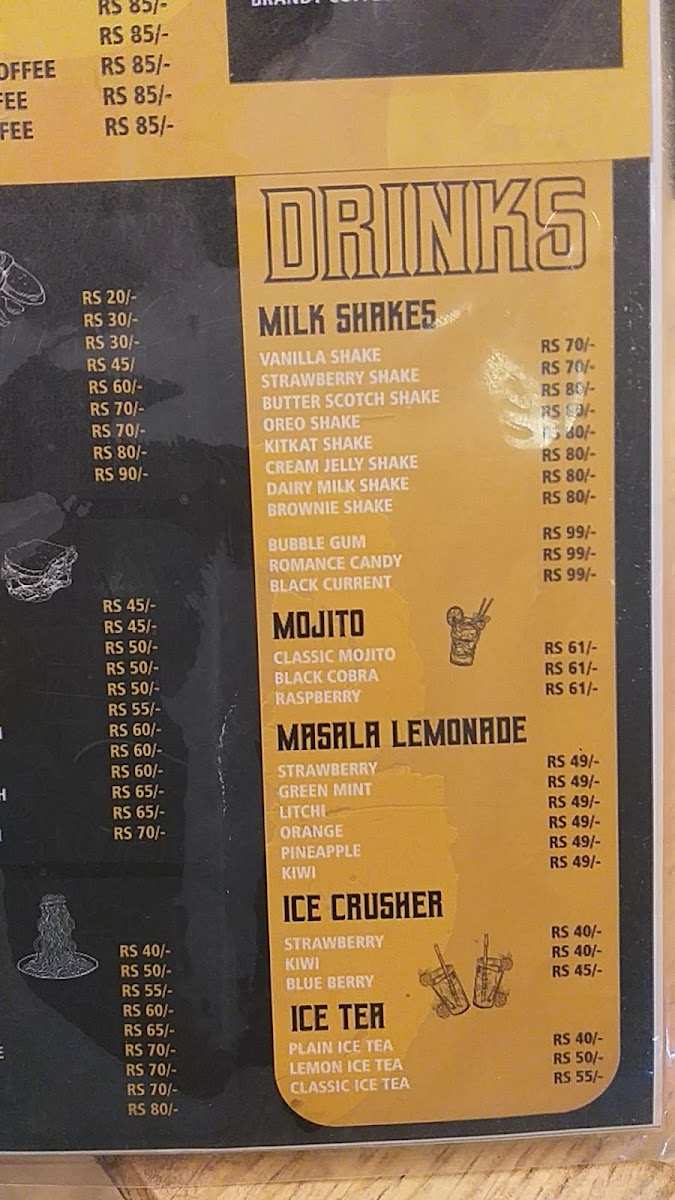 RS 85/-
RS 85/-
OFFEE RS 85/-
FEE RS 85/-
FEE RS 85/-
RS 20/-
RS 30/-
RS 30/-
RS 45/
RS 60/-
RS 70/-
RS 70/-
RS 80/-
RS 90/-
RS 45/-
RS 45/-
RS 50/-
RS 50/-
RS 50/-
RS 55/-
RS 60/-
RS 60/-
RS 60/-
H RS 65/-
RS 65/-
RS 70/-
RS 40/-
RS 50/-
RS 55/-
RS 60/-
RS 65/-
RS 70/-
RS 70/-
RS 70/-
RS 80/-
DRINKS
MILK SHAKES
VANILLA SHAKE RS 70/-
STRAWBERRY SHAKE RS 70/-
BUTTER SCOTCH SHAKE RS 80/-
OREO SHAKE RS 80/-
KITKAT SHAKE RS 80/-
CREAM JELLY SHAKE RS 80/-
DAIRY MILK SHAKE RS 80/-
BROWNIE SHAKE RS 80/-
BUBBLE GUM RS 99/-
ROMANCE CANDY RS 99/-
BLACK CURRENT RS 99/-
MOJITO
CLASSIC MOJITO RS 61/-
BLACK COBRA RS 61/-
RASPBERRY RS 61/-
MASALA LEMONADE
STRAWBERRY RS 49/-
GREEN MINT RS 49/-
LITCHI RS 49/-
ORANGE RS 49/-
PINEAPPLE RS 49/-
KIWI RS 49/-
ICE CRUSHER
STRAWBERRY RS 40/-
KIWI RS 40/-
BLUE BERRY RS 45/-
ICE TEA
PLAIN ICE TEA RS 40/-
LEMON ICE TEA RS 50/-
CLASSIC ICE TEA RS 55/-